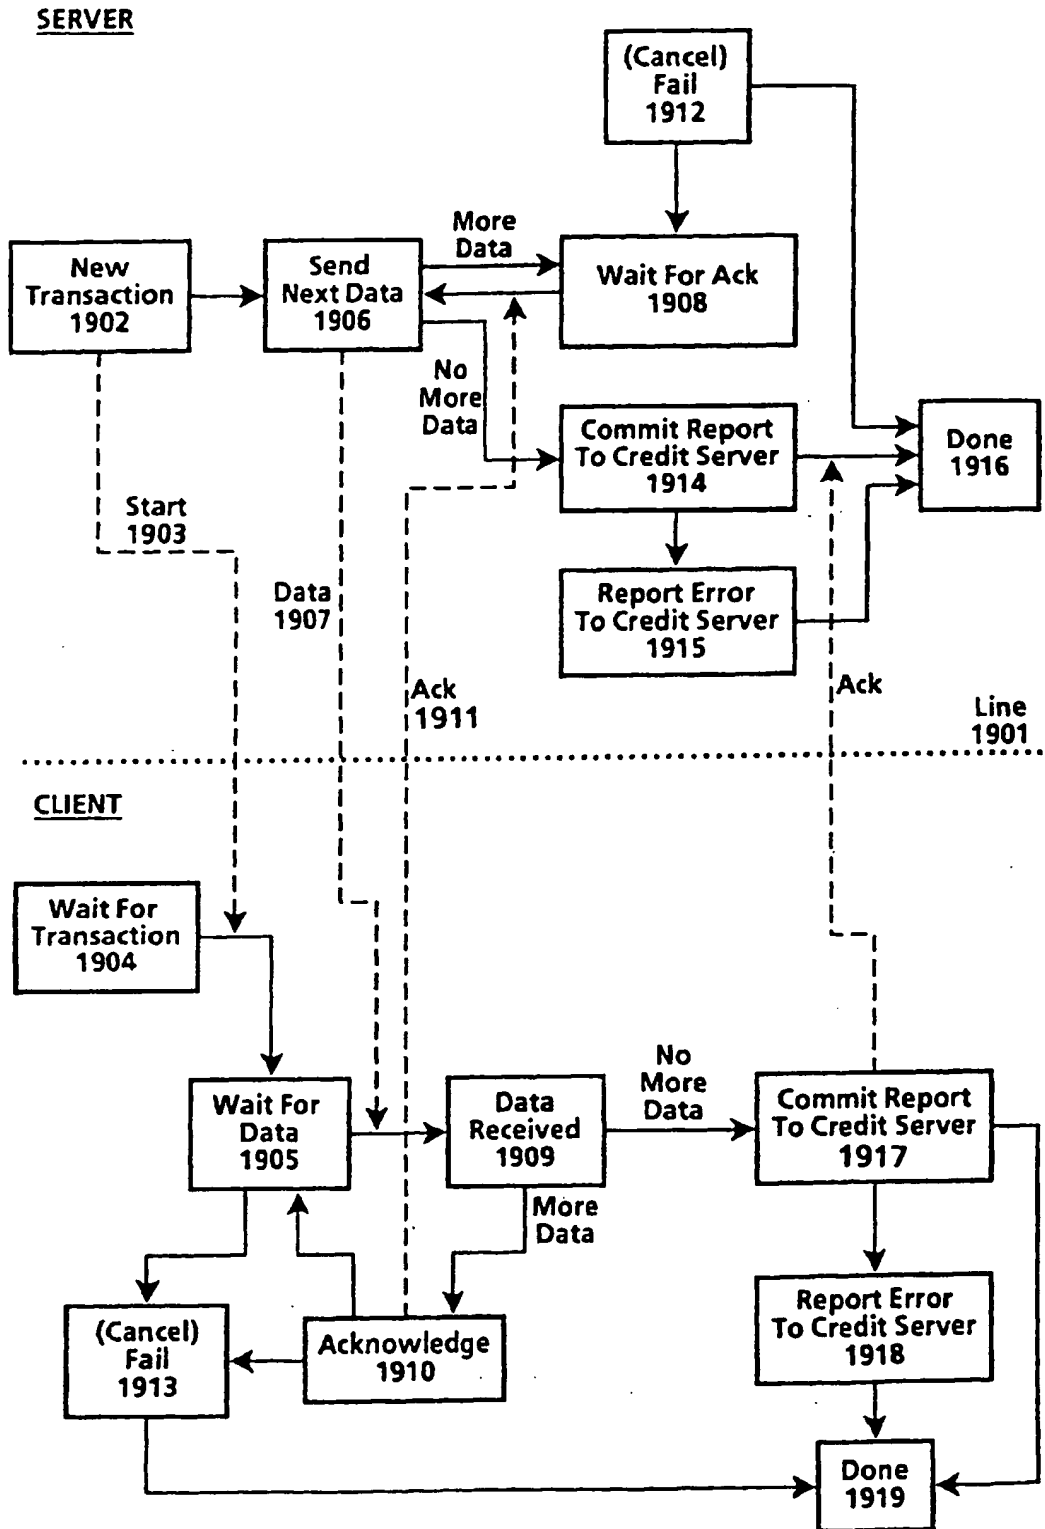 SERVER
(Cancel)
Fail
1912
More
Data
New
Transaction
1902
Send
Next Data
1906
Wait For Ack
1908
No
More
Data
Commit Report
To Credit Server
1914
Done
1916
Start
1903
Data
1907
Report Error
To Credit Server
1915
Ack
1911
Ack
Line
1901
CLIENT
Wait For
Transaction
1904
Wait For
Data
1905
Data
Received
1909
No
More
Data
Commit Report
To Credit Server
1917
More
Data
(Cancel)
Fail
1913
Acknowledge
1910
Report Error
To Credit Server
1918
Done
1919